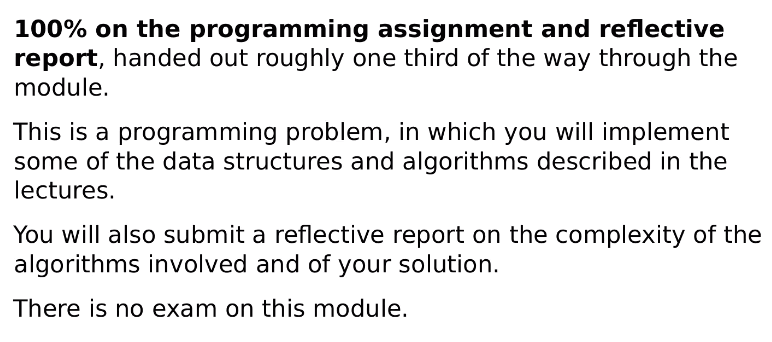 100% on the programming assignment and reflective
report, handed out roughly one third of the way through the
module.
This is a programming problem, in which you will implement
some of the data structures and algorithms described in the
lectures.
You will also submit a reflective report on the complexity of the
algorithms involved and of your solution.
There is no exam on this module.